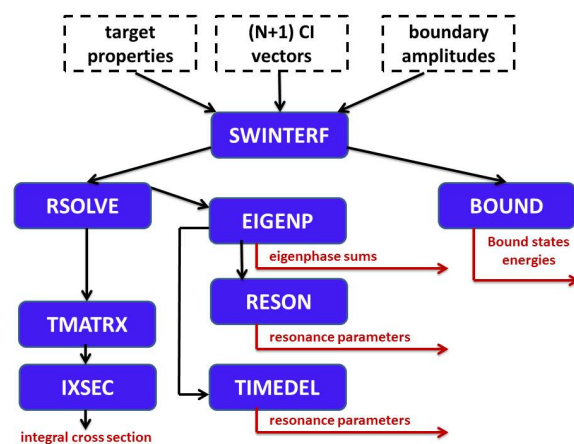 target
properties
(N+1) CI
vectors
boundary
amplitudes
SWINTERF
RSOLVE
EIGENP
BOUND
eigenphase sums
Bound states
energies
RESON
TMATRX
resonance parameters
IXSEC
TIMEDEL
integral cross section
resonance parameters